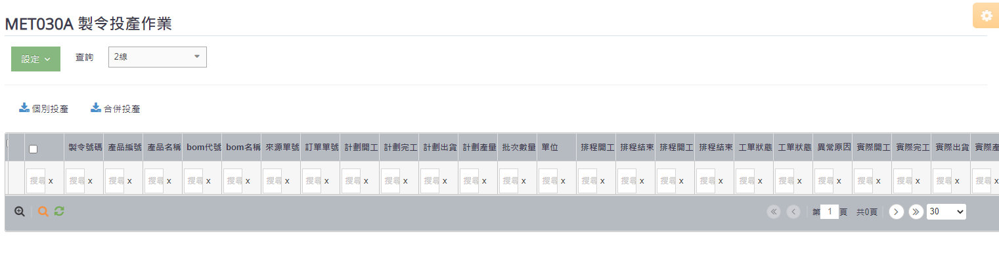 MET030A 製令投產作業
設定 查詢 2線
個別投產 合併投產
製令號碼 產品編號 產品名稱 bom代號 bom名稱 來源單號 訂單單號 計劃開工 計劃完工 計劃出貨 計劃產量 批次數量 單位 排程開工 排程結束 排程開工 排程結束 工單狀態 工單狀態 異常原因 實際開工 實際完工 實際出貨 實際產
搜尋 x 搜尋 x 搜尋 x 搜尋 x 搜尋 x 搜尋 x 搜尋 x 搜尋 x 搜尋 x 搜尋 x 搜尋 x 搜尋 x 搜尋 x 搜尋 x 搜尋 x 搜尋 x 搜尋 x 搜尋 x 搜尋 x 搜尋 x 搜尋 x 搜尋 x 搜尋 x 搜尋 x 搜尋 x
第 1 頁 共0頁 30